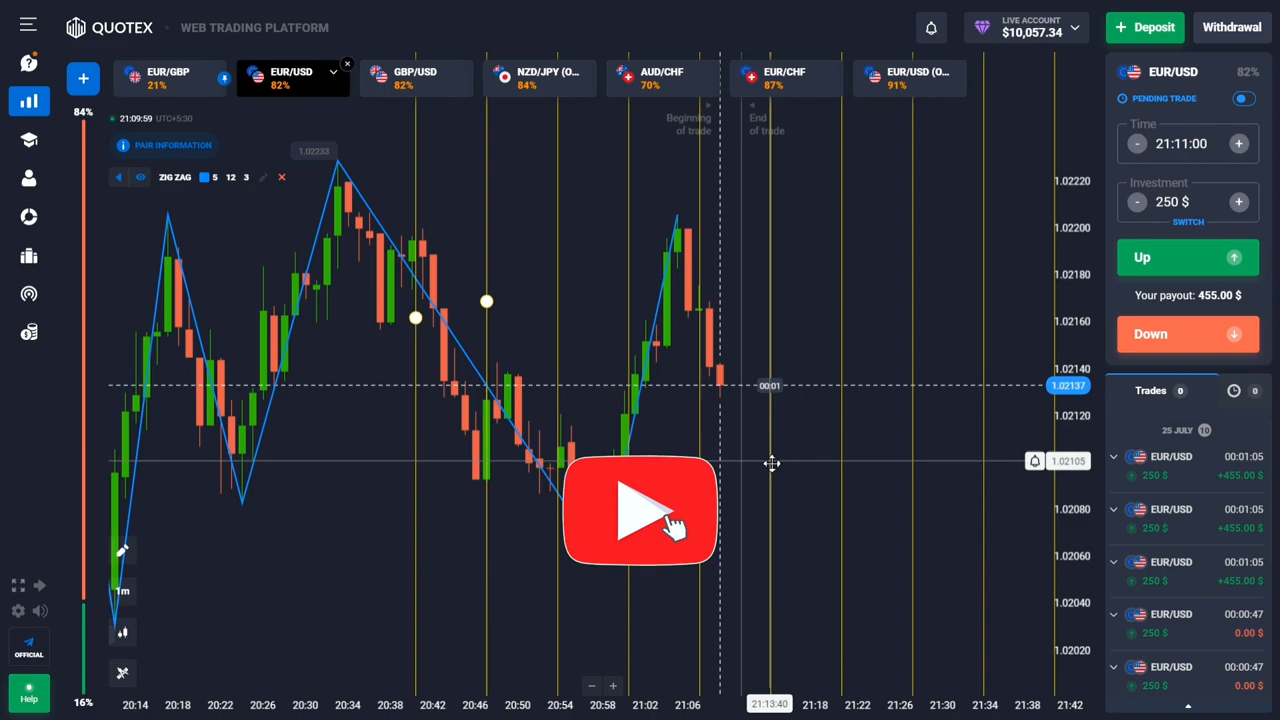 QUOTEX
WEB TRADING PLATFORM
LIVE ACCOUNT
$10,057.34
+ Deposit
Withdrawal
+
EUR/GBP
21%
EUR/USD
82%
GBP/USD
82%
NZD/JPY (O...
84%
AUD/CHF
70%
EUR/CHF
87%
EUR/USD (O...
91%
84%
21:09:59 UTC+5:30
PAIR INFORMATION
ZIG ZAG 5 12 3
Beginning
of trade
End
of trade
1.02233
00:01
1.02220
1.02200
1.02180
1.02160
1.02140
1.02137
1.02120
1.02105
1.02080
1.02060
1.02040
1.02020
1m
OFFICIAL
Help
16%
20:14 20:18 20:22 20:26 20:30 20:34 20:38 20:42 20:46 20:50 20:54 20:58 21:02 21:06 21:13:40 21:18 21:22 21:26 21:30 21:34 21:38 21:42
EUR/USD 82%
PENDING TRADE
Time
- 21:11:00 +
Investment
- 250 $ +
SWITCH
Up
Your payout: 455.00 $
Down
Trades 0 0
25 JULY 10
EUR/USD 00:01:05
250 $ +455.00 $
EUR/USD 00:01:05
250 $ +455.00 $
EUR/USD 00:01:05
250 $ +455.00 $
EUR/USD 00:00:47
250 $ 0.00 $
EUR/USD 00:00:47
250 $ 0.00 $